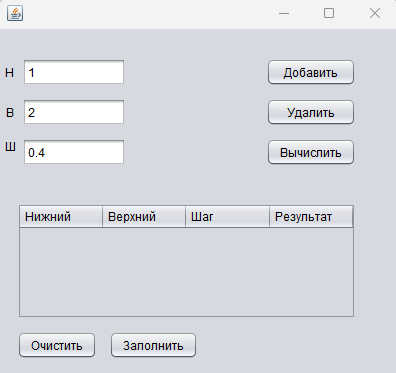 Н 1 Добавить
В 2 Удалить
Ш 0.4 Вычислить
Нижний Верхний Шаг Результат
Очистить Заполнить